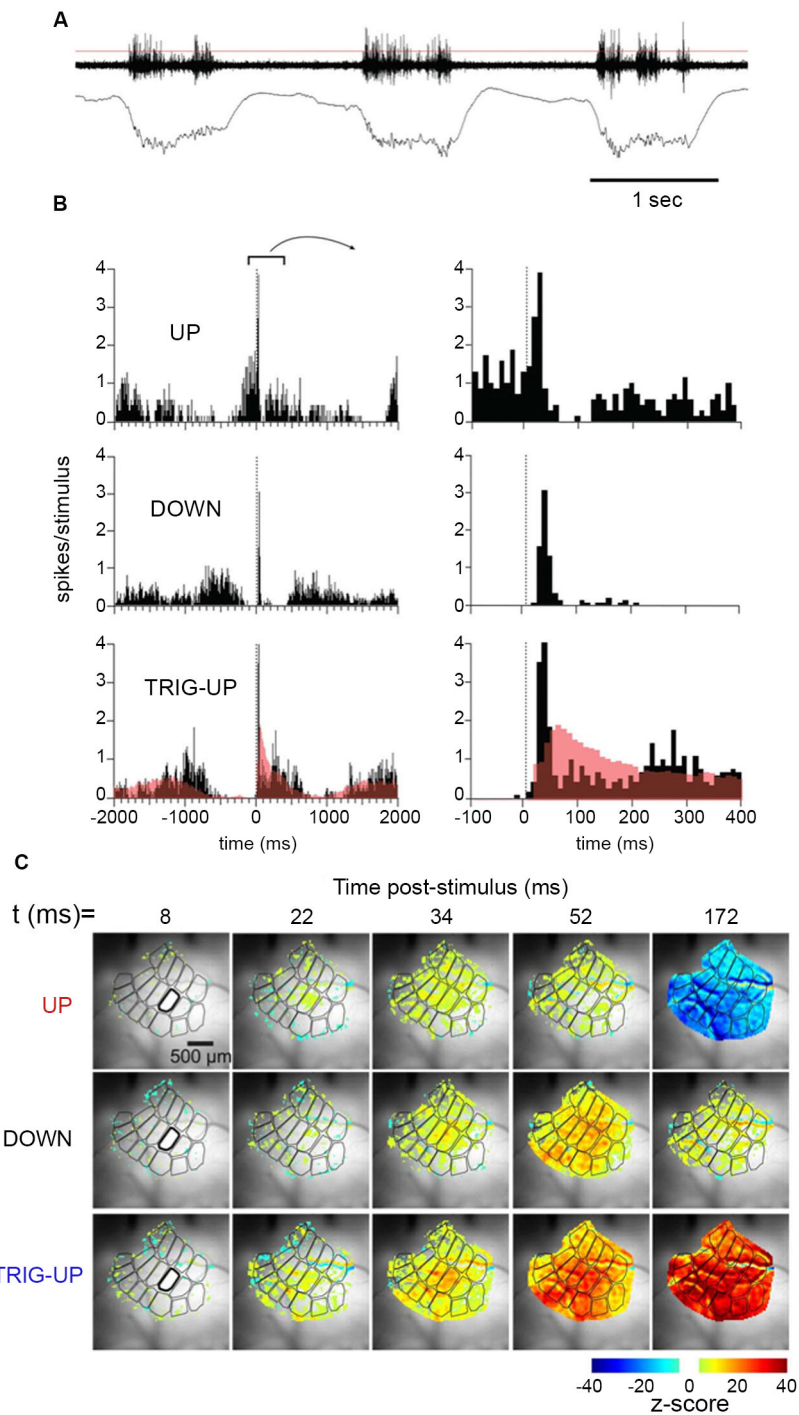 A
1 sec
B
4
3
2
1
0
UP
4
3
2
1
0
spikes/stimulus
4
3
2
1
0
DOWN
4
3
2
1
0
4
3
2
1
0
TRIG-UP
-2000 -1000 0 1000 2000
time (ms)
4
3
2
1
0
-100 0 100 200 300 400
time (ms)
C
Time post-stimulus (ms)
t (ms)= 8 22 34 52 172
UP
500 µm
DOWN
TRIG-UP
-40 -20 0 20 40
z-score